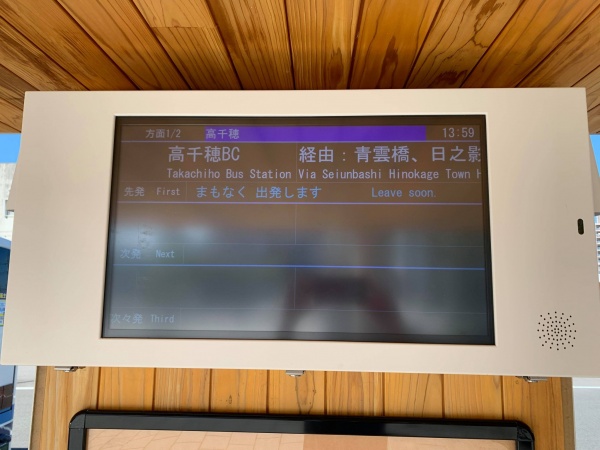 方面1/2 高千穂 13:59
高千穂BC 経由：青雲橋、日之影
Takachiho Bus Station Via Seiunbashi Hinokage Town H
先発 First まもなく 出発します Leave soon.
次発 Next
次々発 Third